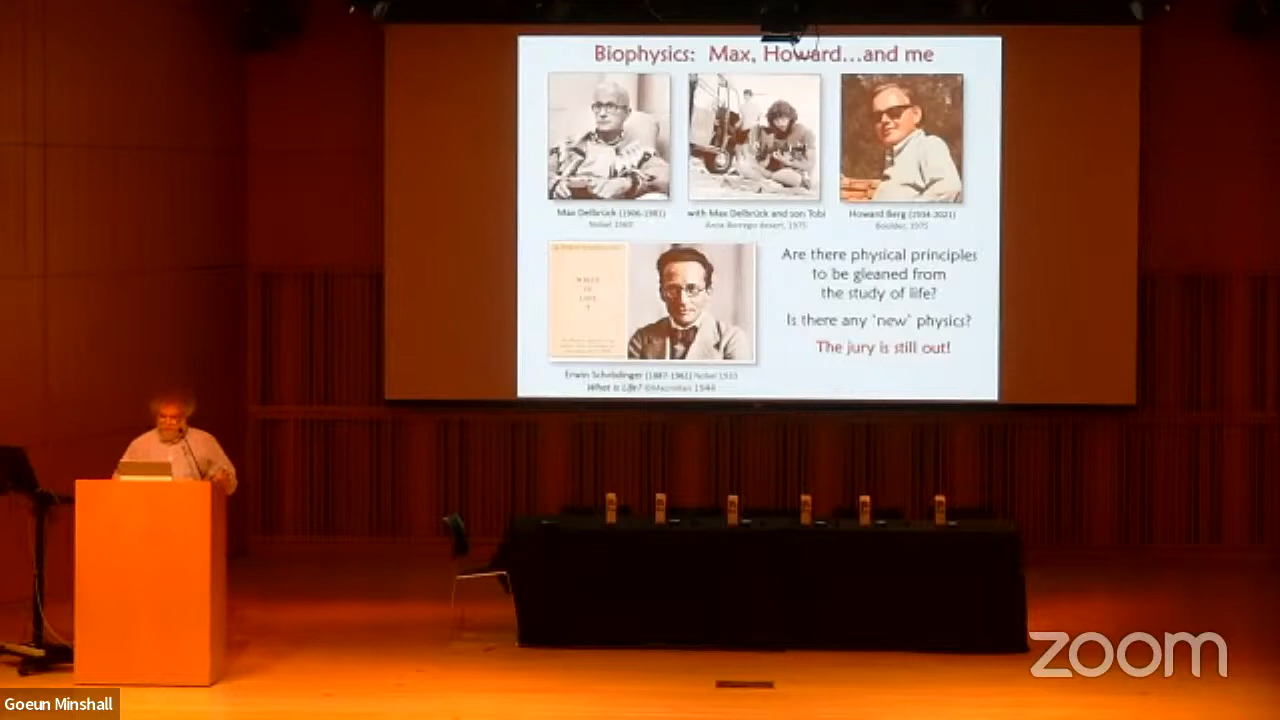 Biophysics: Max, Howard...and me
Max Delbrück (1906-1981)
Nobel 1969
with Max Delbrück and son Tobi
Anza Borrego desert, 1975
Howard Berg (1934-2021)
Boulder, 1975
WHAT
IS
LIFE
?
Are there physical principles
to be gleaned from
the study of life?
Is there any 'new' physics?
The jury is still out!
Erwin Schrödinger (1887-1961) Nobel 1933
What is Life? ©Macmillan 1944
zoom
Goeun Minshall